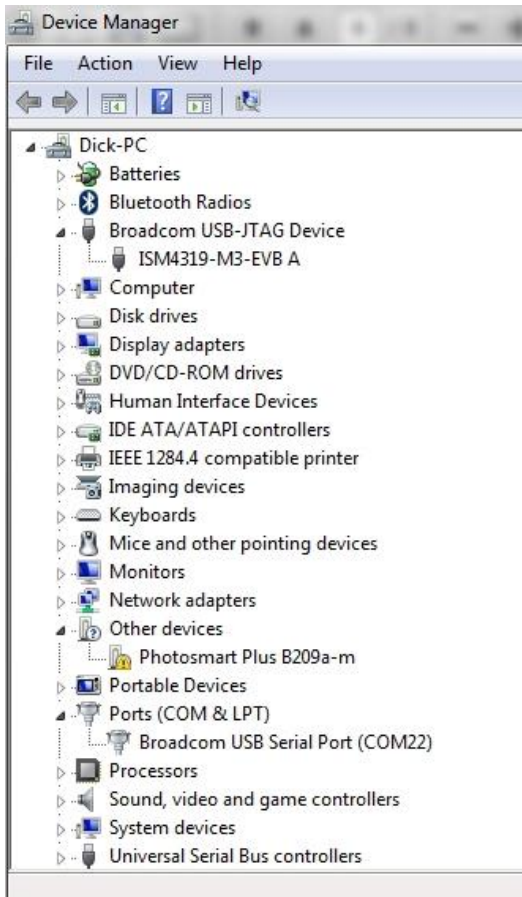 Device Manager
File Action View Help
Dick-PC
Batteries
Bluetooth Radios
Broadcom USB-JTAG Device
ISM4319-M3-EVB A
Computer
Disk drives
Display adapters
DVD/CD-ROM drives
Human Interface Devices
IDE ATA/ATAPI controllers
IEEE 1284.4 compatible printer
Imaging devices
Keyboards
Mice and other pointing devices
Monitors
Network adapters
Other devices
Photosmart Plus B209a-m
Portable Devices
Ports (COM & LPT)
Broadcom USB Serial Port (COM22)
Processors
Sound, video and game controllers
System devices
Universal Serial Bus controllers